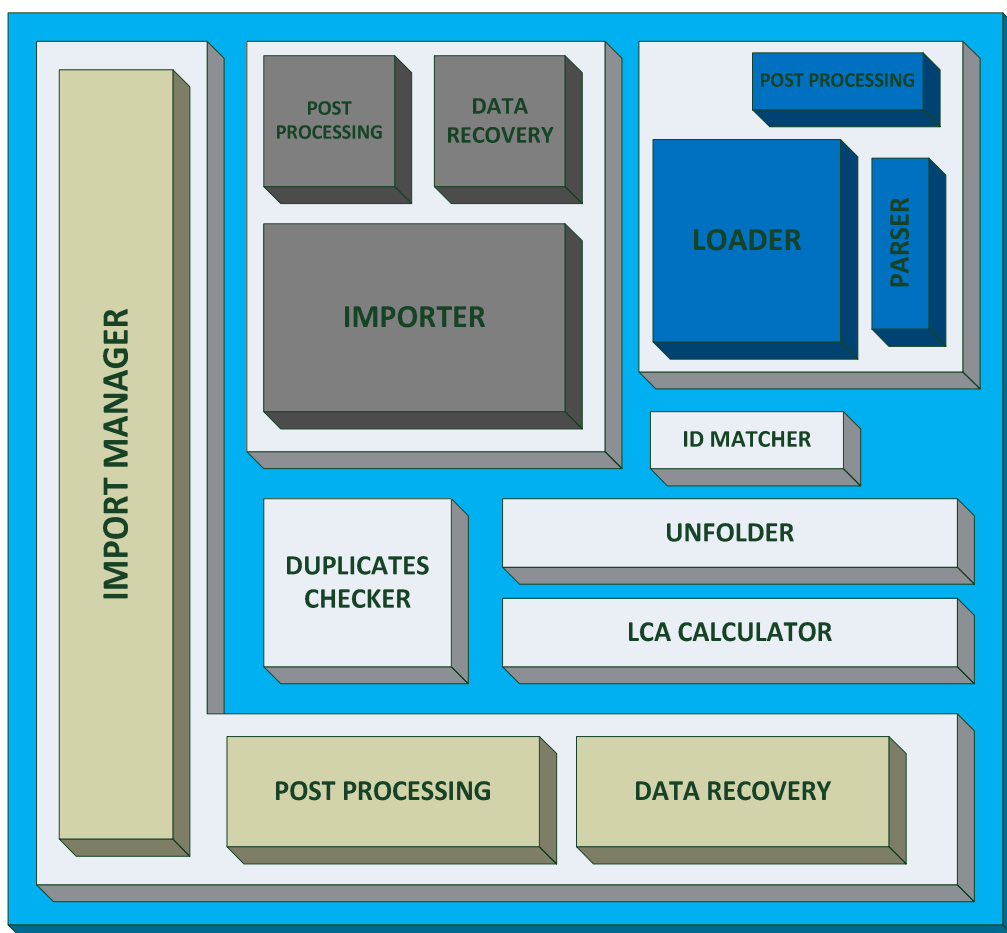 IMPORT MANAGER
POST
PROCESSING
DATA
RECOVERY
IMPORTER
POST PROCESSING
LOADER
PARSER
ID MATCHER
DUPLICATES
CHECKER
UNFOLDER
LCA CALCULATOR
POST PROCESSING
DATA RECOVERY